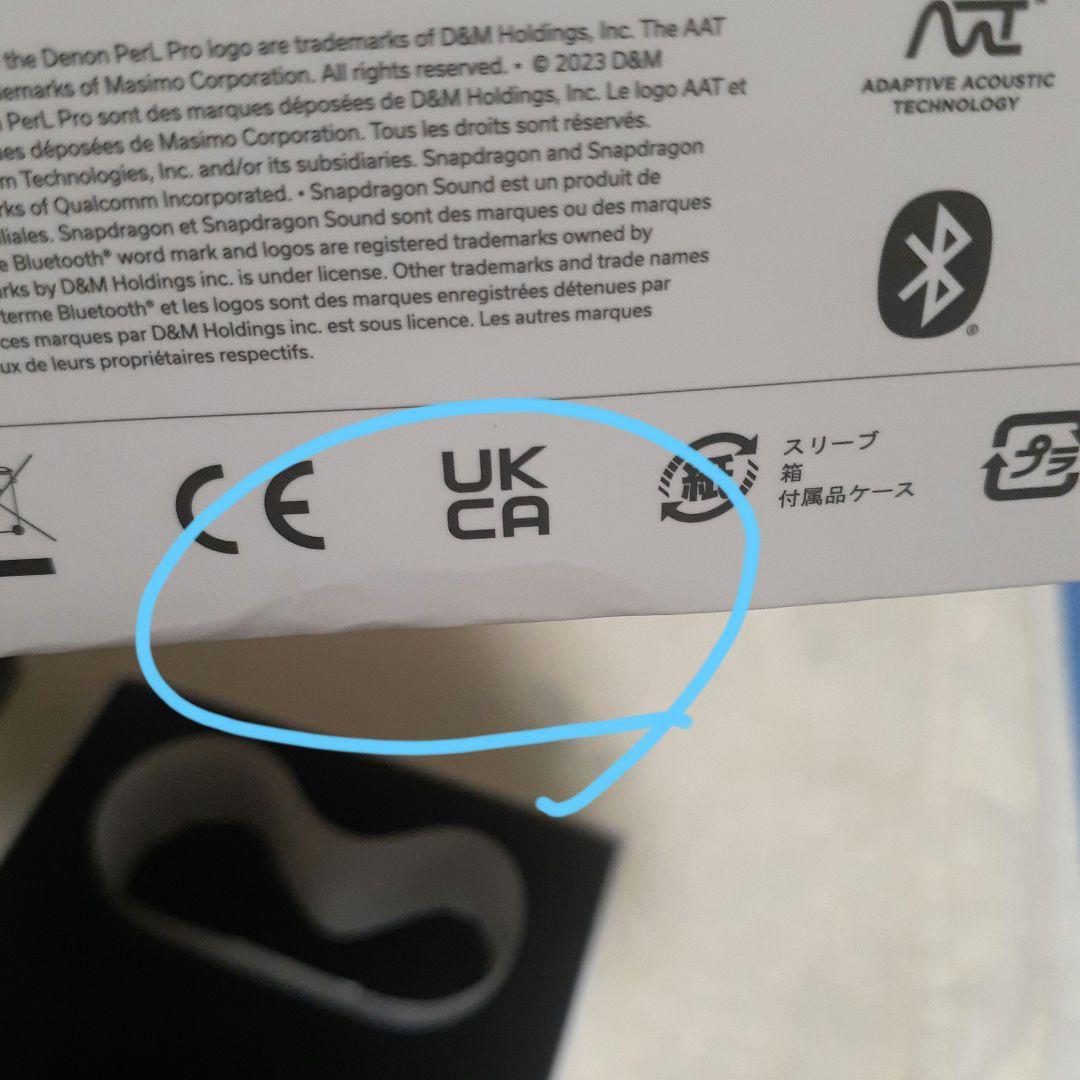 the Denon PerL Pro logo are trademarks of D&M Holdings, Inc. The AAT
of Masimo Corporation. All rights reserved. • © 2023 D&M
PerL Pro sont des marques déposées de D&M Holdings, Inc. Le logo AAT et
déposées de Masimo Corporation. Tous les droits sont réservés.
Technologies, Inc. and/or its subsidiaries. Snapdragon and Snapdragon
of Qualcomm Incorporated. • Snapdragon Sound est un produit de
Snapdragon et Snapdragon Sound sont des marques ou des marques
Bluetooth® word mark and logos are registered trademarks owned by
by D&M Holdings inc. is under license. Other trademarks and trade names
terme Bluetooth® et les logos sont des marques enregistrées détenues par
ces marques par D&M Holdings inc. est sous licence. Les autres marques
de leurs propriétaires respectifs.
AAT
ADAPTIVE ACOUSTIC
TECHNOLOGY
CE
UK
CA
紙
スリーブ
箱
付属品ケース
プラ